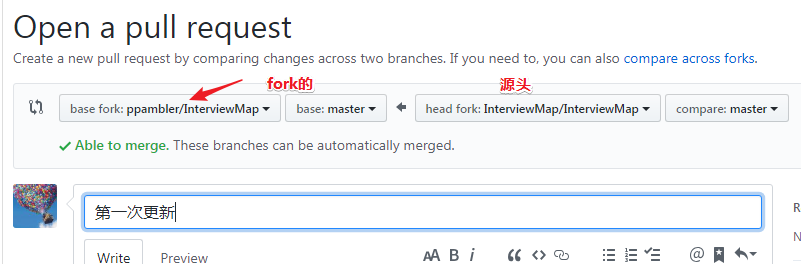 Open a pull request
Create a new pull request by comparing changes across two branches. If you need to, you can also compare across forks.
fork的 源头
base fork: ppambler/InterviewMap base: master head fork: InterviewMap/InterviewMap compare: master
Able to merge. These branches can be automatically merged.
第一次更新
R
Write Preview AA B i @
N